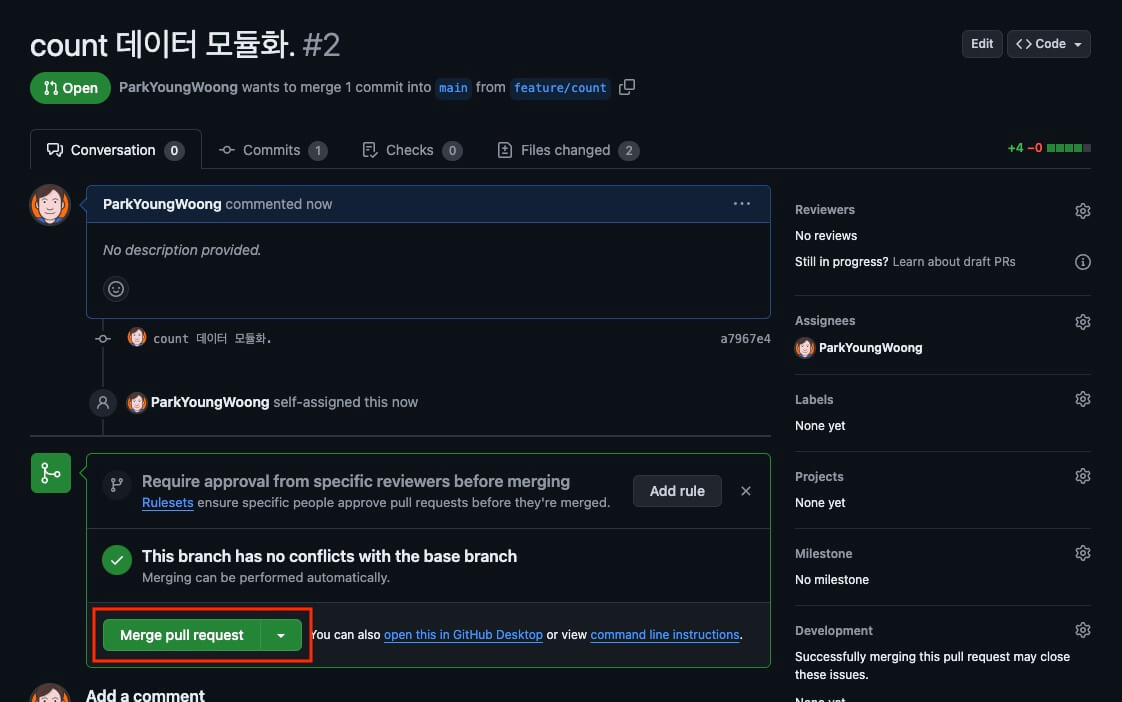 count 데이터 모듈화. #2
Edit
<> Code
Open
ParkYoungWoong wants to merge 1 commit into main from feature/count
Conversation 0
Commits 1
Checks 0
Files changed 2
+4 −0
ParkYoungWoong commented now
No description provided.
count 데이터 모듈화.
a7967e4
ParkYoungWoong self-assigned this now
Require approval from specific reviewers before merging
Rulesets ensure specific people approve pull requests before they're merged.
Add rule
This branch has no conflicts with the base branch
Merging can be performed automatically.
Merge pull request
You can also open this in GitHub Desktop or view command line instructions.
Add a comment
Reviewers
No reviews
Still in progress? Learn about draft PRs
Assignees
ParkYoungWoong
Labels
None yet
Projects
None yet
Milestone
No milestone
Development
Successfully merging this pull request may close
these issues.
None yet